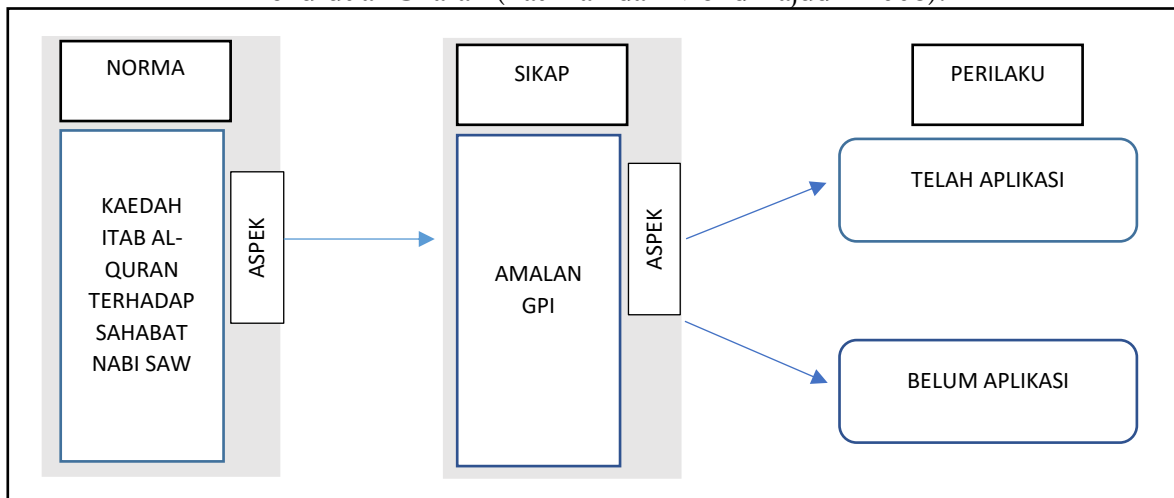 NORMA
KAEDAH
ITAB AL-
QURAN
TERHADAP
SAHABAT
NABI SAW
ASPEK
SIKAP
AMALAN
GPI
ASPEK
PERILAKU
TELAH APLIKASI
BELUM APLIKASI